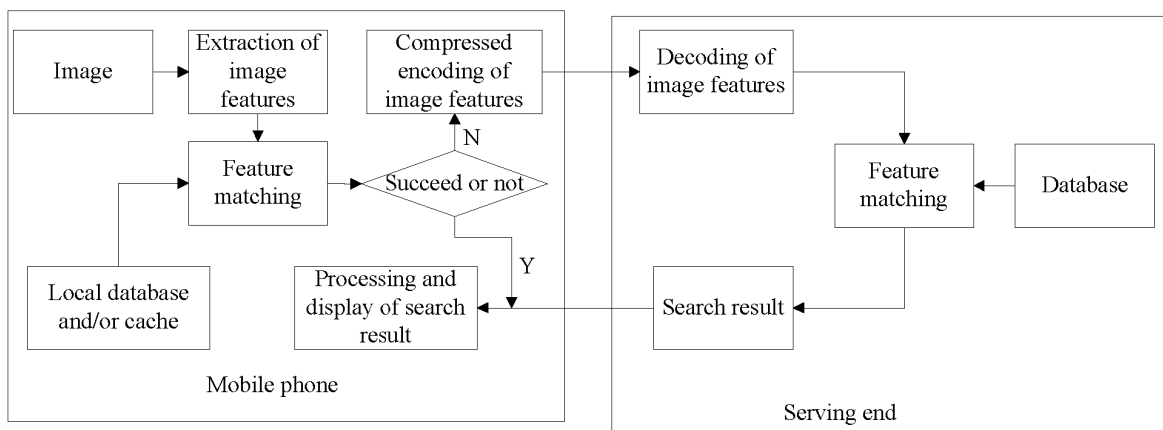 Image
Extraction of
image
features
Compressed
encoding of
image features
Decoding of
image features
N
Feature
matching
Succeed or not
Feature
matching
Database
Y
Local database
and/or cache
Processing and
display of search
result
Search result
Mobile phone
Serving end